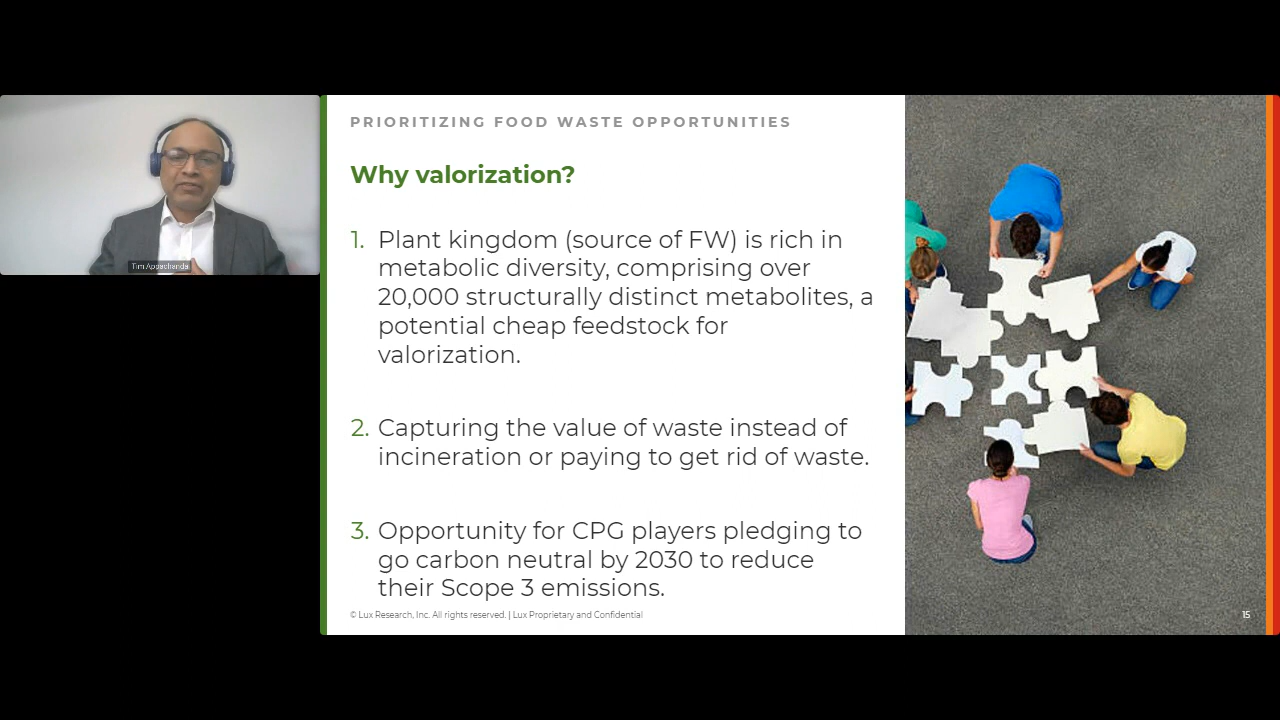 Tim Appachanda
PRIORITIZING FOOD WASTE OPPORTUNITIES
Why valorization?
1. Plant kingdom (source of FW) is rich in
metabolic diversity, comprising over
20,000 structurally distinct metabolites, a
potential cheap feedstock for
valorization.
2. Capturing the value of waste instead of
incineration or paying to get rid of waste.
3. Opportunity for CPG players pledging to
go carbon neutral by 2030 to reduce
their Scope 3 emissions.
© Lux Research, Inc. All rights reserved. | Lux Proprietary and Confidential
15